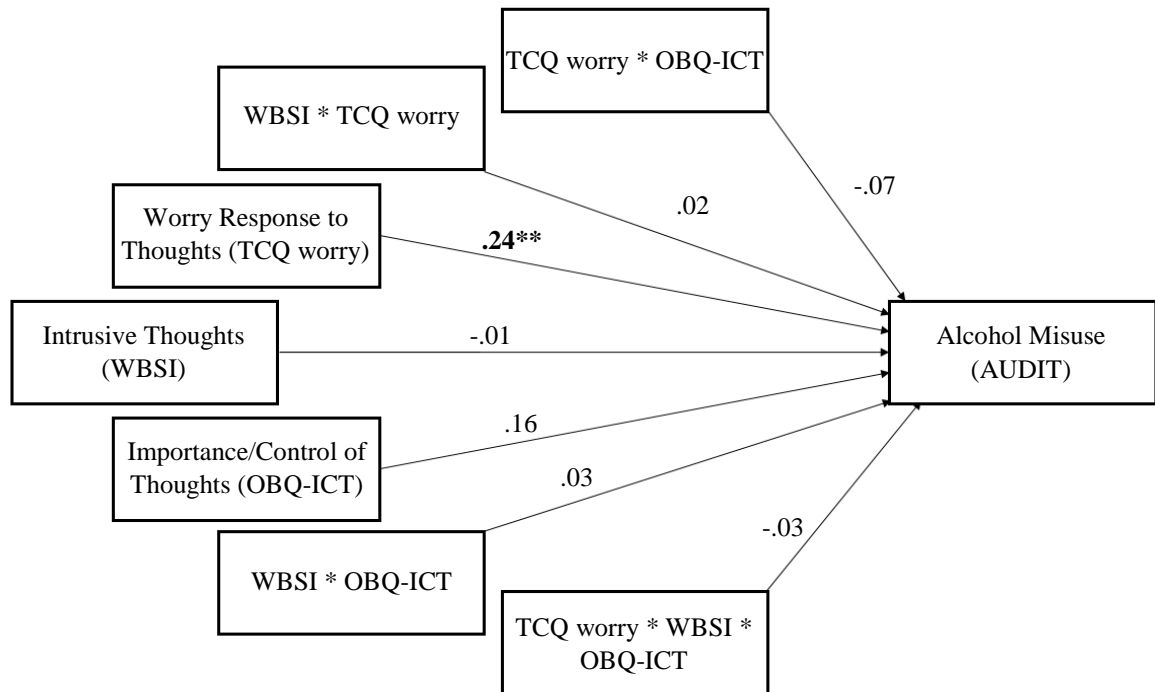 TCQ worry * OBQ-ICT
WBSI * TCQ worry
-.07
.02
Worry Response to
Thoughts (TCQ worry)
.24**
Intrusive Thoughts
(WBSI)
-.01
Alcohol Misuse
(AUDIT)
Importance/Control of
Thoughts (OBQ-ICT)
.16
.03
WBSI * OBQ-ICT
-.03
TCQ worry * WBSI *
OBQ-ICT